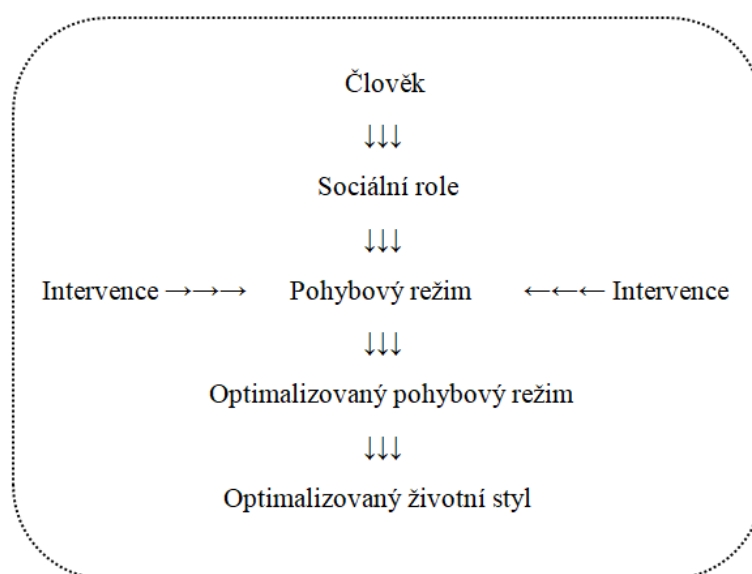 Člověk
↓↓↓
Sociální role
↓↓↓
Intervence →→→ Pohybový režim ←←← Intervence
↓↓↓
Optimalizovaný pohybový režim
↓↓↓
Optimalizovaný životní styl